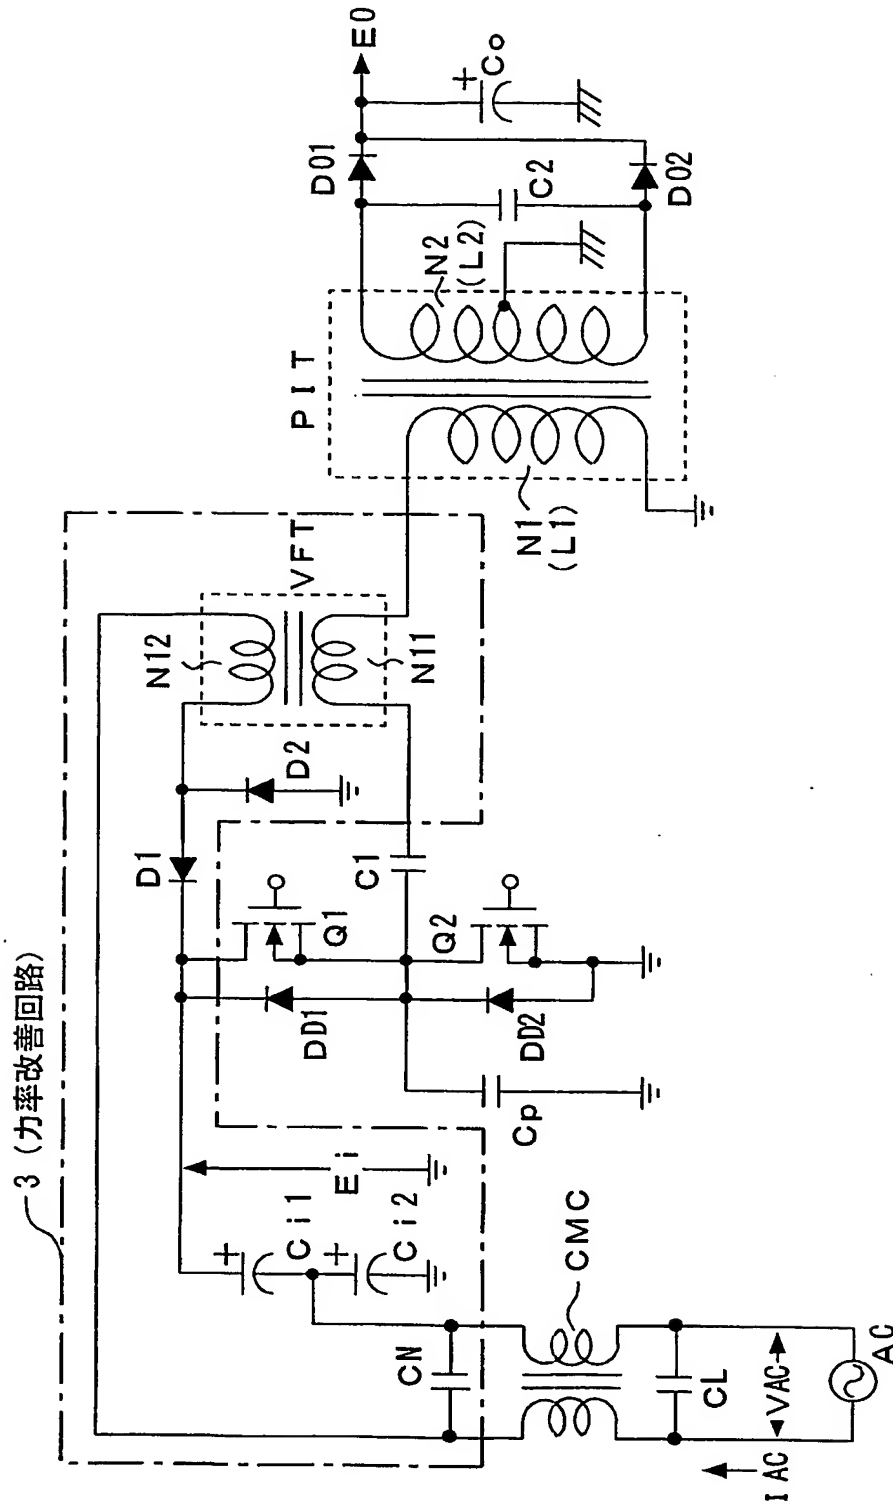 3 (力率改善回路)
E0
Co
+
D01
D02
C2
N2
(L2)
PIT
N1
(L1)
VFT
N12
N11
D2
D1
C1
Q1
Q2
DD1
DD2
Cp
Ei
+
Ci1
+
Ci2
CMC
CN
CL
VAC
AC
IAC